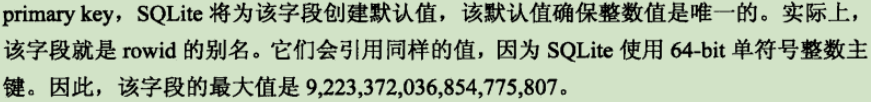 primary key，SQLite 将为该字段创建默认值，该默认值确保整数值是唯一的。实际上，
该字段就是 rowid 的别名。它们会引用同样的值，因为 SQLite 使用 64-bit 单符号整数主
键。因此，该字段的最大值是 9,223,372,036,854,775,807。